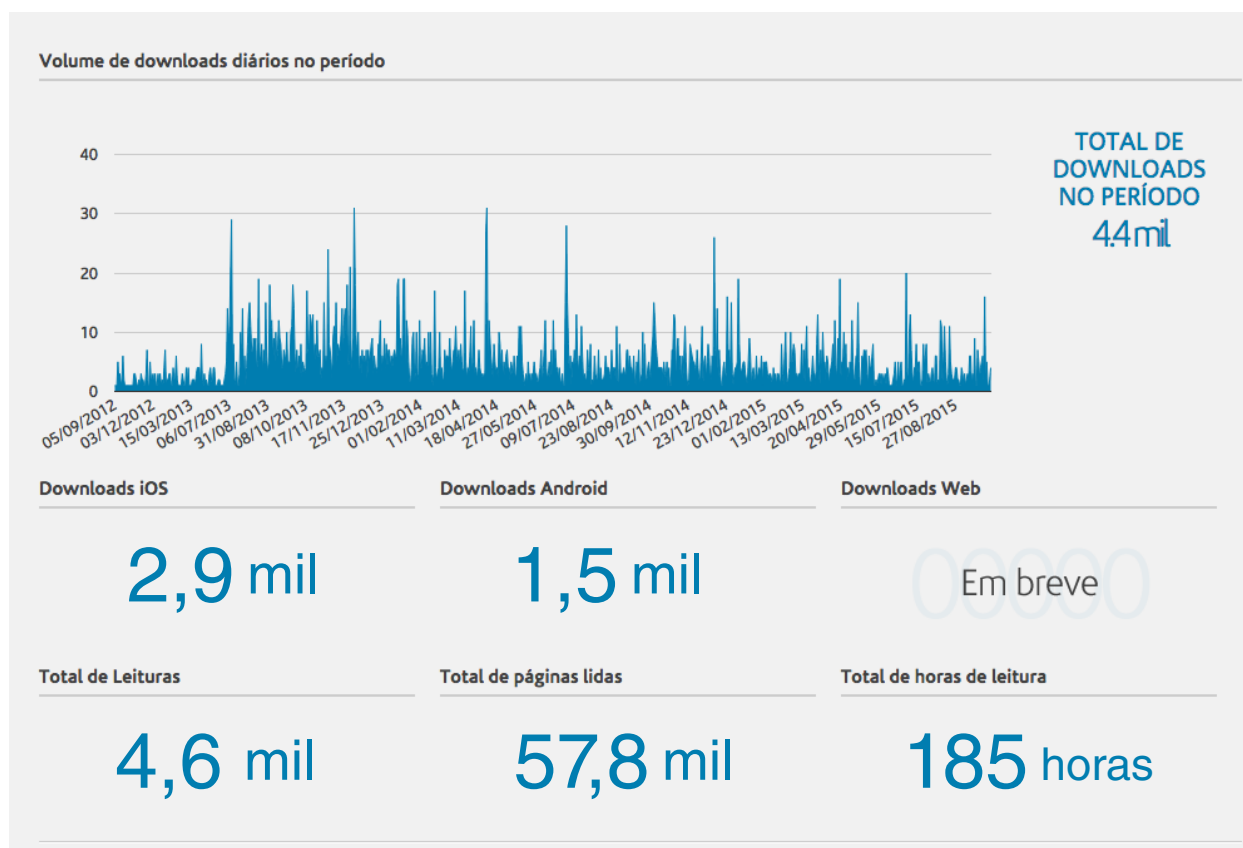 Volume de downloads diários no período
40
30
20
10
0
TOTAL DE
DOWNLOADS
NO PERÍODO
4.4 mil
05/09/2012
03/12/2012
15/03/2013
06/07/2013
31/08/2013
08/10/2013
17/11/2013
25/12/2013
01/02/2014
11/03/2014
18/04/2014
27/05/2014
09/07/2014
23/08/2014
30/09/2014
12/11/2014
23/12/2014
01/02/2015
13/03/2015
20/04/2015
29/05/2015
15/07/2015
27/08/2015
Downloads iOS
Downloads Android
Downloads Web
2,9 mil
1,5 mil
00000
Em breve
Total de Leituras
Total de páginas lidas
Total de horas de leitura
4,6 mil
57,8 mil
185 horas